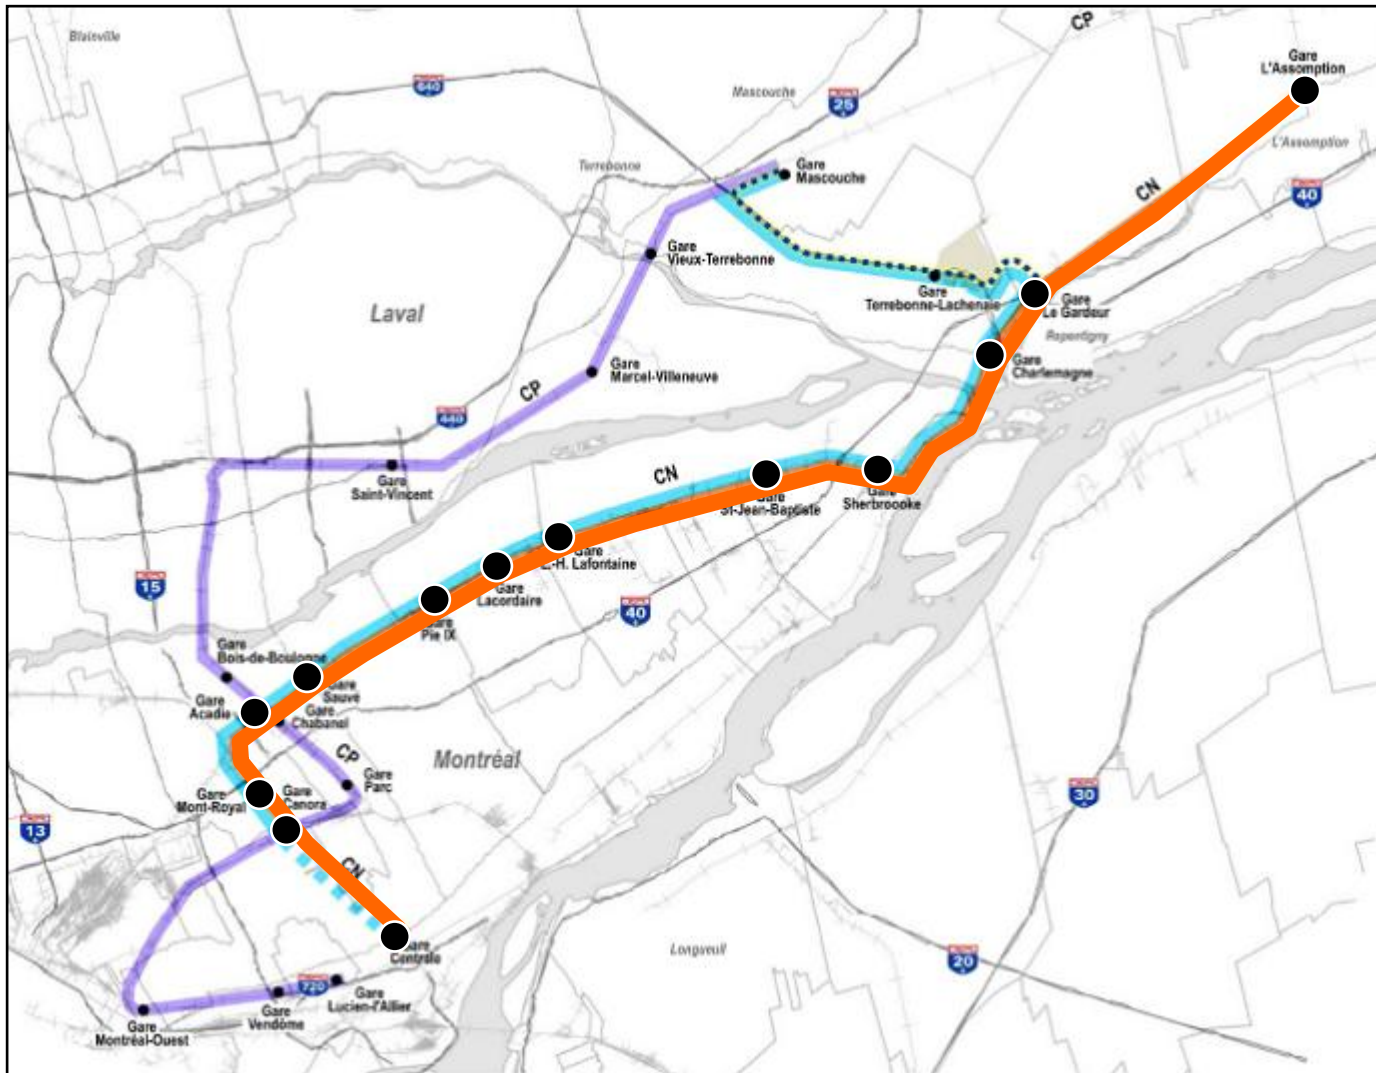 CP
Gare
L'Assomption
Blainville
640
Mascouche
25
L'Assomption
Terrebonne
Gare
Mascouche
CN
40
Gare
Vieux-Terrebonne
Gare
Terrebonne-Lachenaie
Gare
Le Gardeur
Laval
Repentigny
Gare
Charlemagne
Gare
Marcel-Villeneuve
CP
440
CN
Gare
Saint-Vincent
Gare
St-Jean-Baptiste
Gare
Sherbroooke
Gare
L.-H. Lafontaine
15
Gare
Lacordaire
40
Gare
Pie IX
Gare
Bois-de-Boulogne
Gare
Sauvé
Gare
Acadie
Gare
Chabanel
CP
Montréal
Gare
Parc
Gare
Mont-Royal
Gare
Canora
30
13
CN
Gare
Centrale
Longueuil
20
720
Gare
Lucien-l'Allier
Gare
Vendôme
Gare
Montréal-Ouest